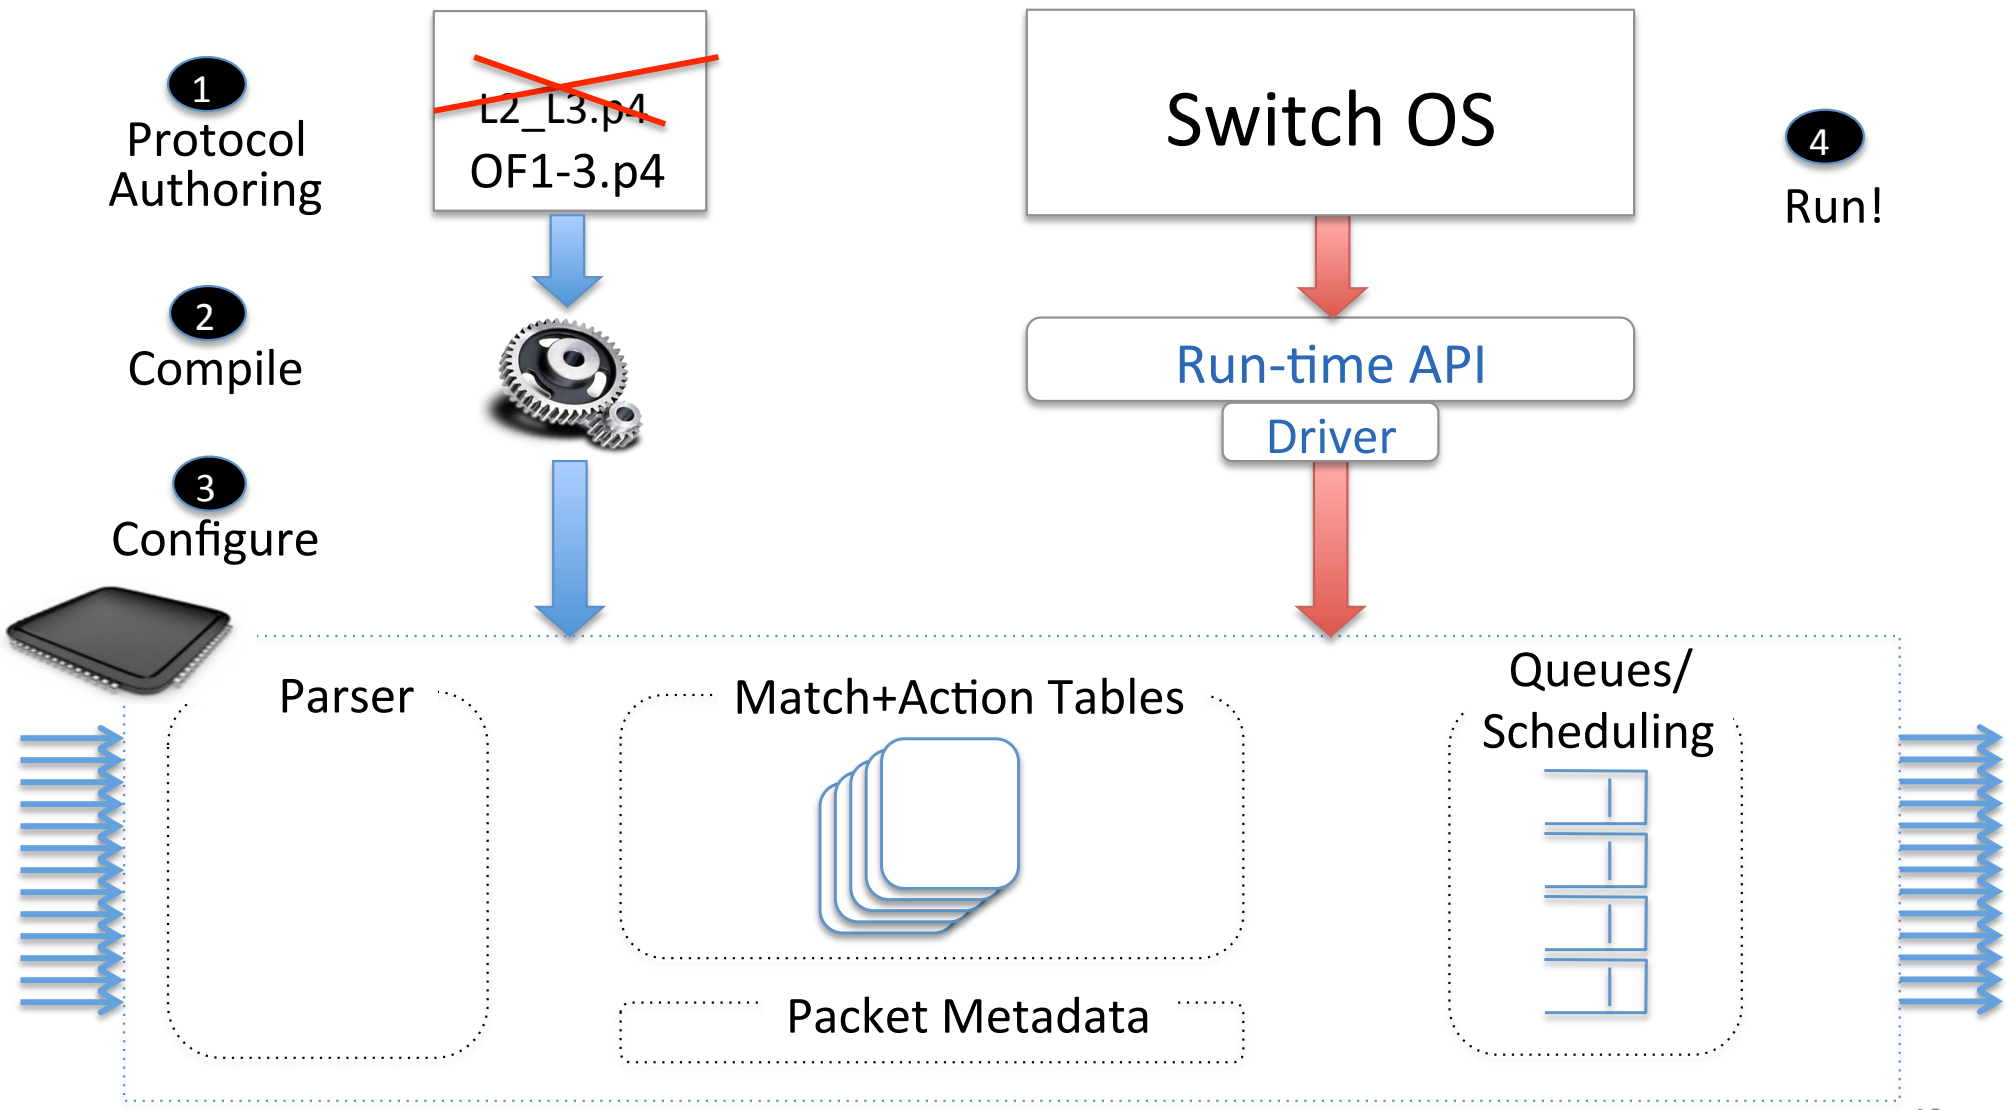 1
Protocol
Authoring
L2_L3.p4
OF1-3.p4
Switch OS
4
Run!
2
Compile
Run-time API
Driver
3
Configure
Parser
Match+Action Tables
Queues/
Scheduling
Packet Metadata